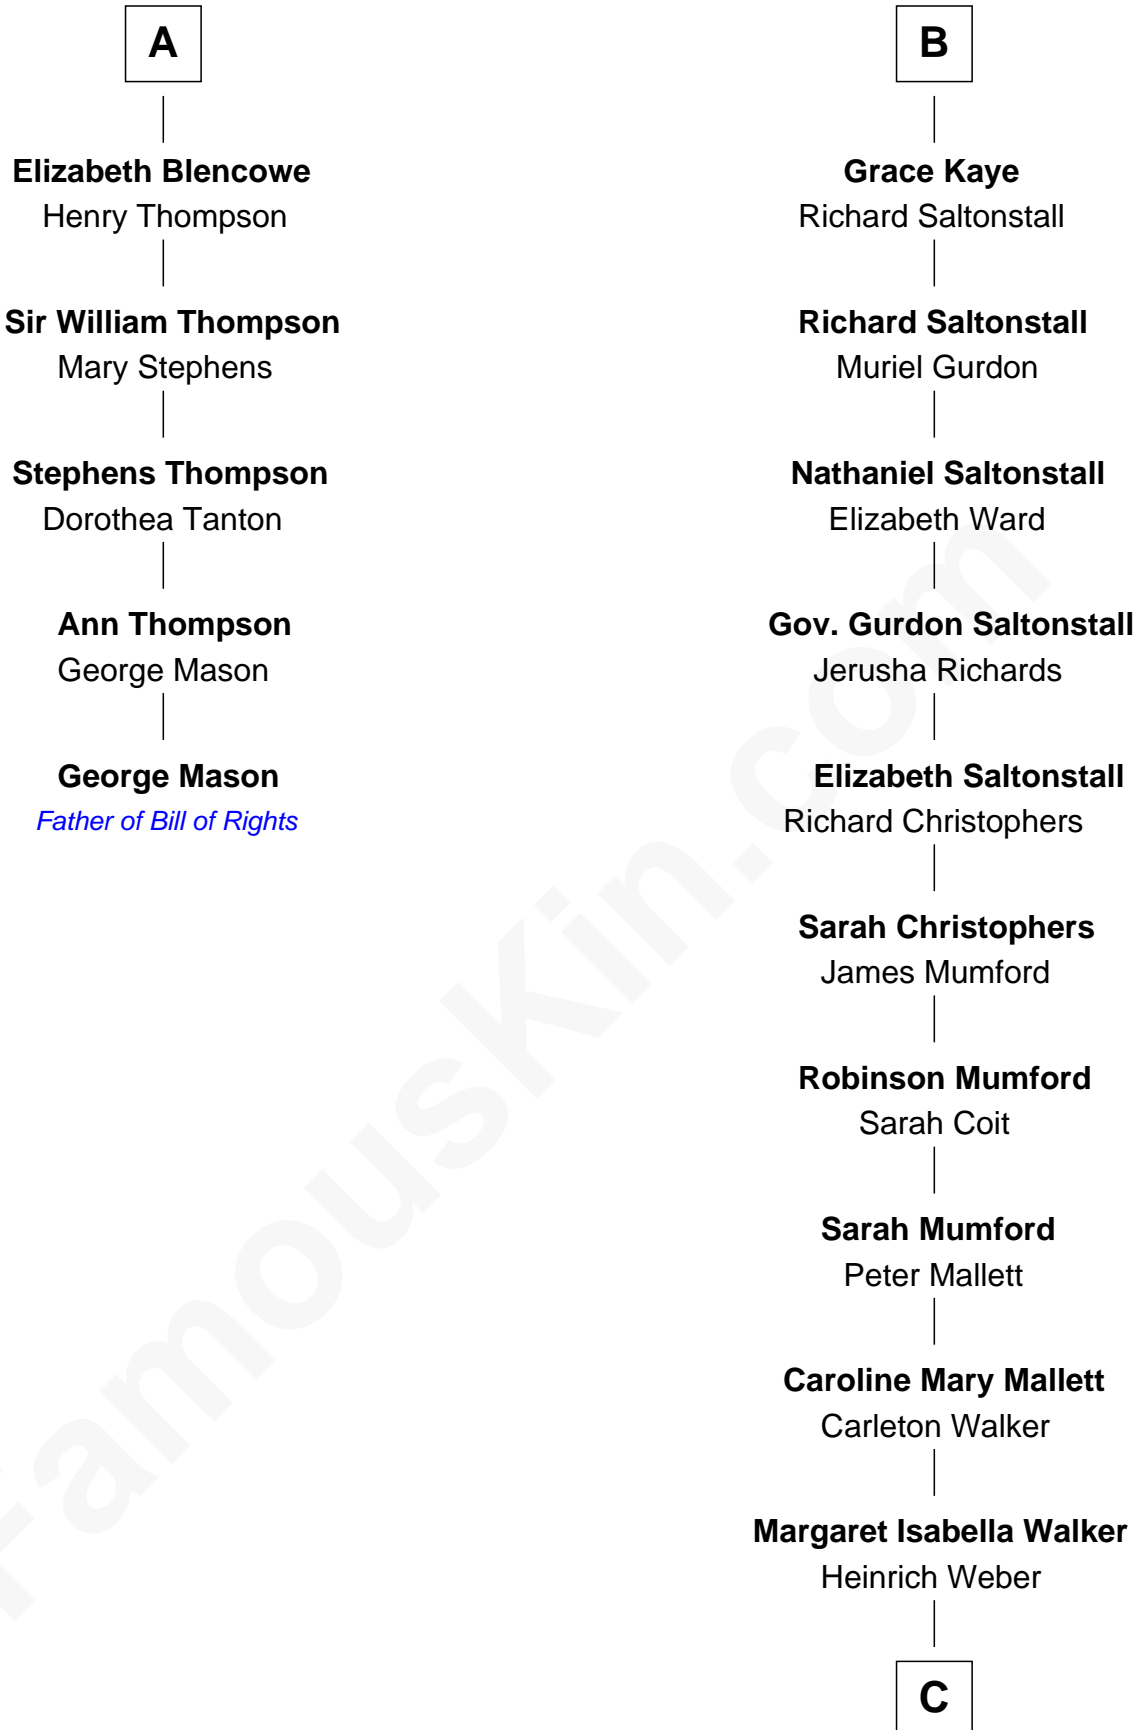 A
Elizabeth Blencowe
Henry Thompson
Sir William Thompson
Mary Stephens
Stephens Thompson
Dorothea Tanton
Ann Thompson
George Mason
George Mason
Father of Bill of Rights
B
Grace Kaye
Richard Saltonstall
Richard Saltonstall
Muriel Gurdon
Nathaniel Saltonstall
Elizabeth Ward
Gov. Gurdon Saltonstall
Jerusha Richards
Elizabeth Saltonstall
Richard Christophers
Sarah Christophers
James Mumford
Robinson Mumford
Sarah Coit
Sarah Mumford
Peter Mallett
Caroline Mary Mallett
Carleton Walker
Margaret Isabella Walker
Heinrich Weber
C
FamousKin.com